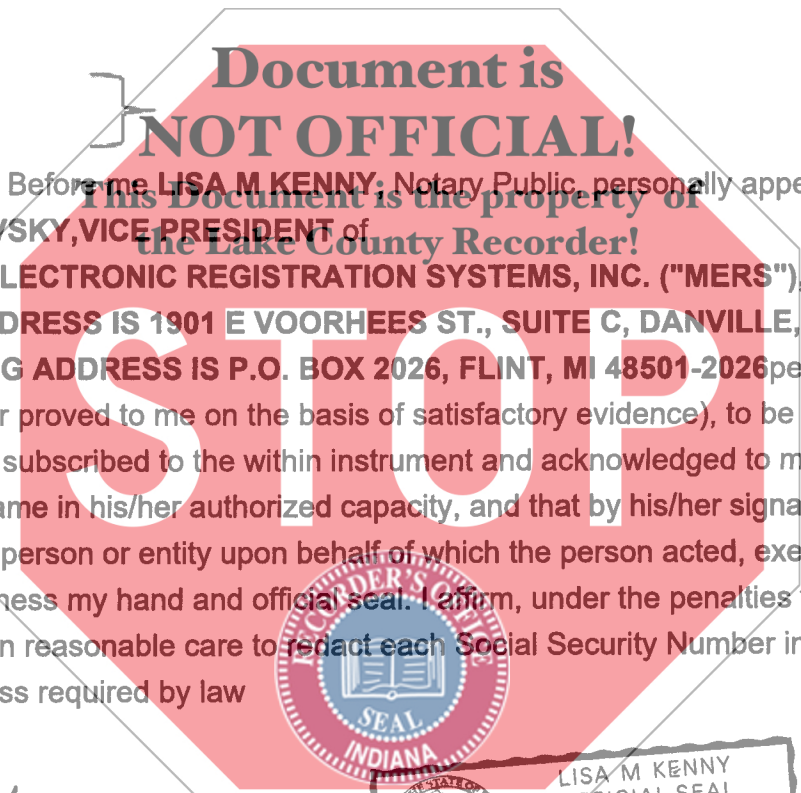 Document is
NOT OFFICIAL!
Before me LISA M KENNY, Notary Public, personally appe
This Document is the property of
VSKY,VICE PRESIDENT of
the Lake County Recorder!
LECTRONIC REGISTRATION SYSTEMS, INC. ("MERS"),
DRESS IS 1901 E VOORHEES ST., SUITE C, DANVILLE,
G ADDRESS IS P.O. BOX 2026, FLINT, MI 48501-2026pe
r proved to me on the basis of satisfactory evidence), to be
STOP
subscribed to the within instrument and acknowledged to m
ame in his/her authorized capacity, and that by his/her signa
person or entity upon behalf of which the person acted, exe
ness my hand and official seal. I affirm, under the penalties
n reasonable care to redact each Social Security Number in
ss required by law
RECORDER'S OFFICE
SEAL
INDIANA
LISA M KENNY
OFFICIAL SEAL